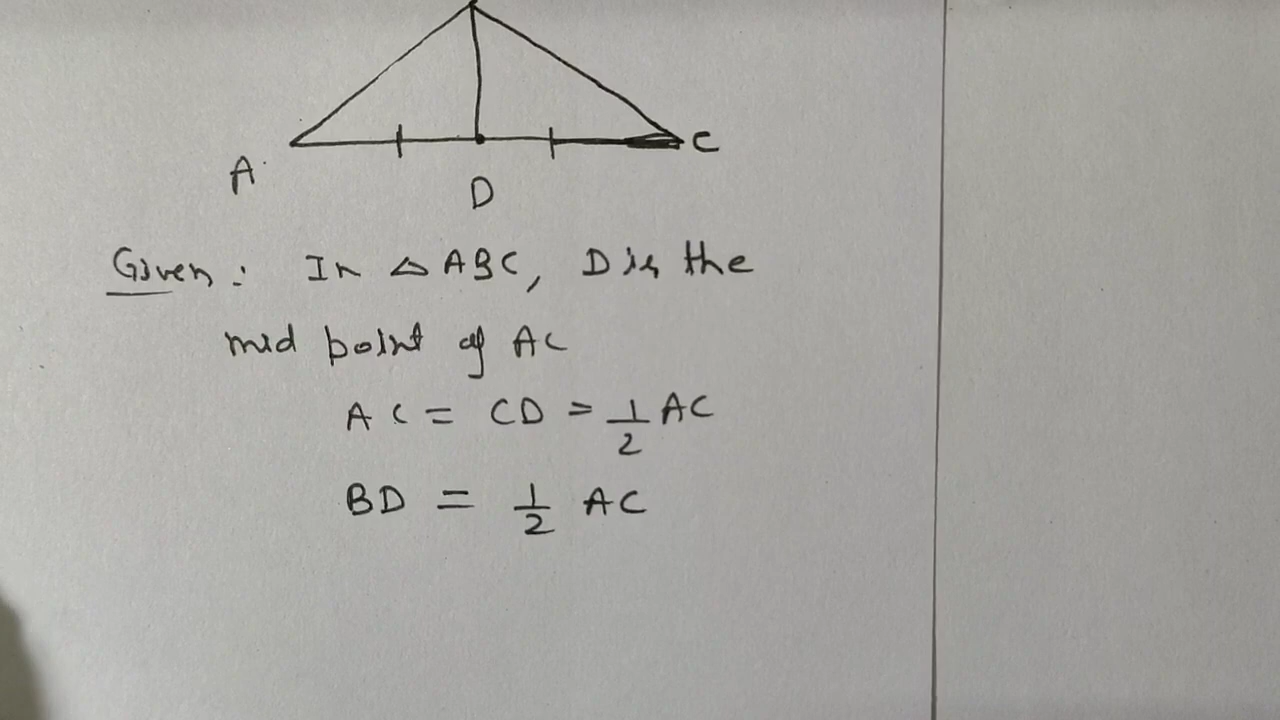 A
C
D
Given : In △ ABC, D is the
mid point of AC
AC = CD = 1/2 AC
BD = 1/2 AC